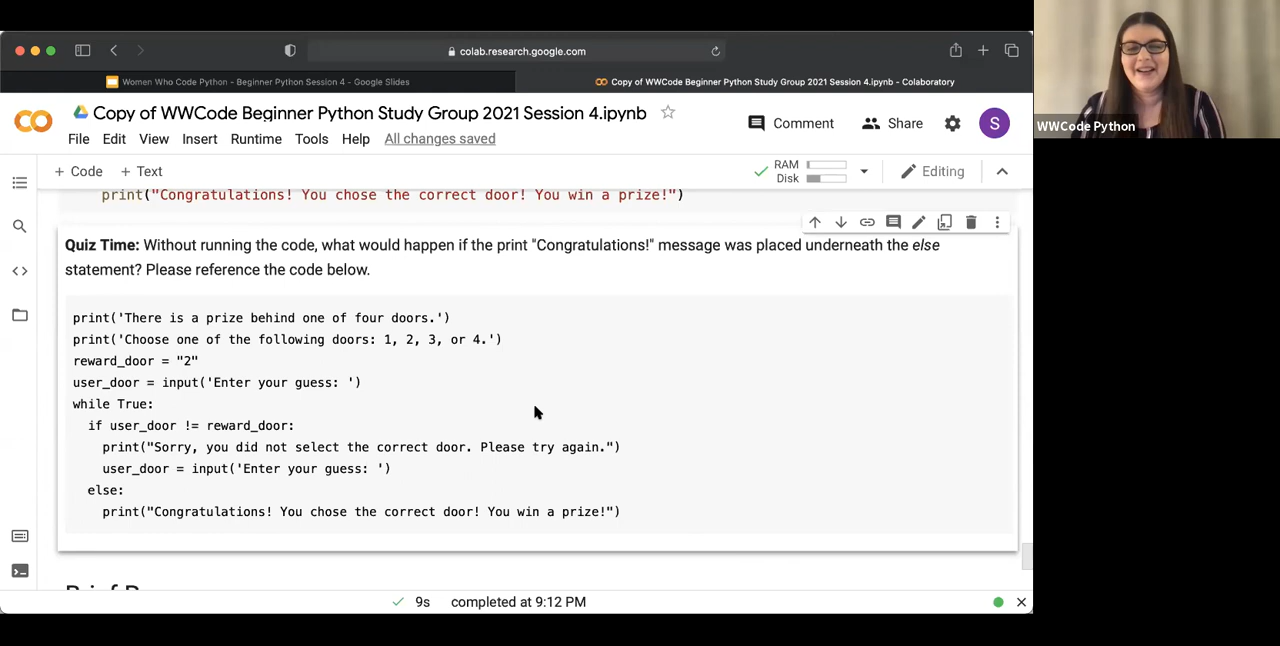 colab.research.google.com
Women Who Code Python - Beginner Python Session 4 - Google Slides
Copy of WWCode Beginner Python Study Group 2021 Session 4.ipynb - Colaboratory
WWCode Python
Copy of WWCode Beginner Python Study Group 2021 Session 4.ipynb
Comment
Share
S
File Edit View Insert Runtime Tools Help All changes saved
+ Code + Text
RAM
Disk
Editing
print("Congratulations! You chose the correct door! You win a prize!")
Quiz Time: Without running the code, what would happen if the print "Congratulations!" message was placed underneath the else
statement? Please reference the code below.
print('There is a prize behind one of four doors.')
print('Choose one of the following doors: 1, 2, 3, or 4.')
reward_door = "2"
user_door = input('Enter your guess: ')
while True:
  if user_door != reward_door:
    print("Sorry, you did not select the correct door. Please try again.")
    user_door = input('Enter your guess: ')
  else:
    print("Congratulations! You chose the correct door! You win a prize!")
9s completed at 9:12 PM